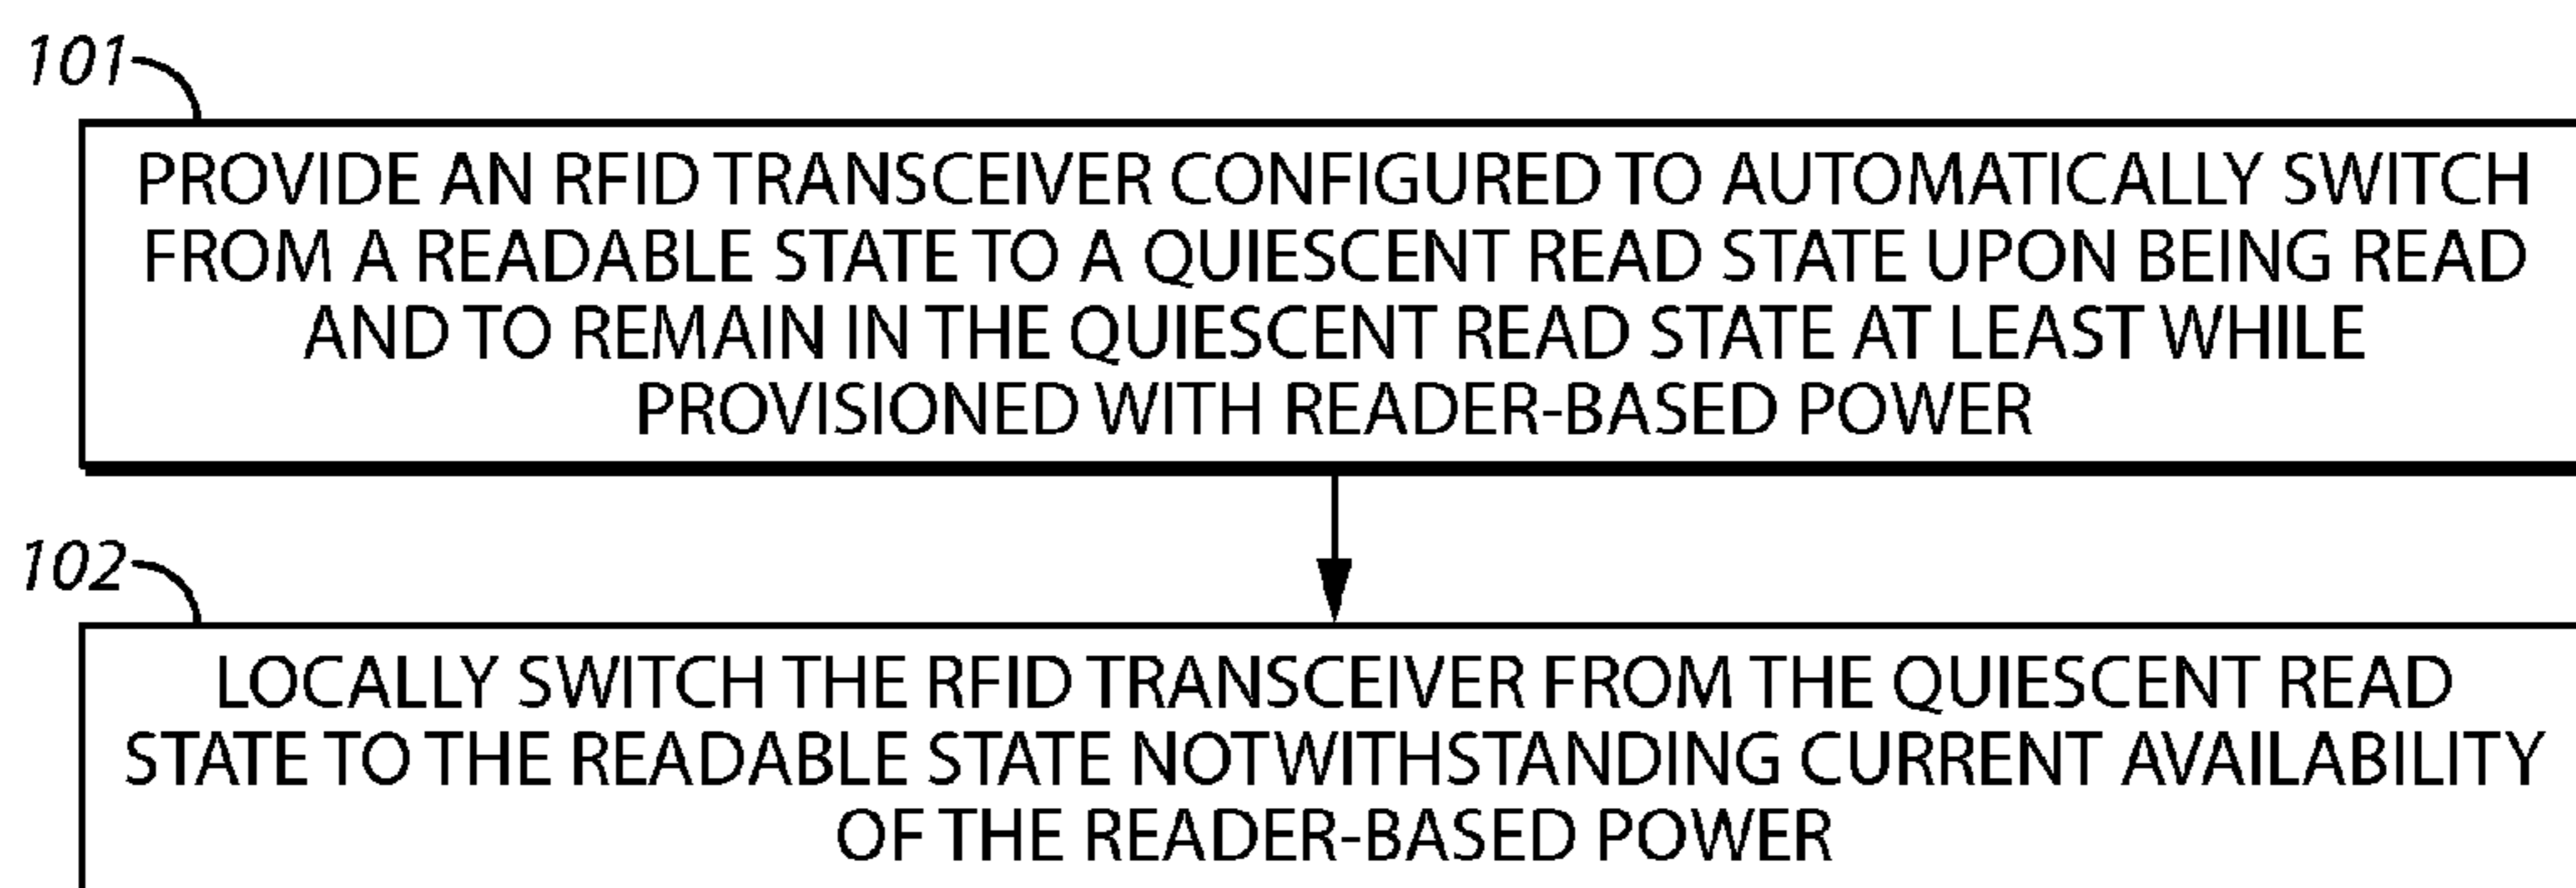 101
PROVIDE AN RFID TRANSCEIVER CONFIGURED TO AUTOMATICALLY SWITCH
FROM A READABLE STATE TO A QUIESCENT READ STATE UPON BEING READ
AND TO REMAIN IN THE QUIESCENT READ STATE AT LEAST WHILE
PROVISIONED WITH READER-BASED POWER
102
LOCALLY SWITCH THE RFID TRANSCEIVER FROM THE QUIESCENT READ
STATE TO THE READABLE STATE NOTWITHSTANDING CURRENT AVAILABILITY
OF THE READER-BASED POWER